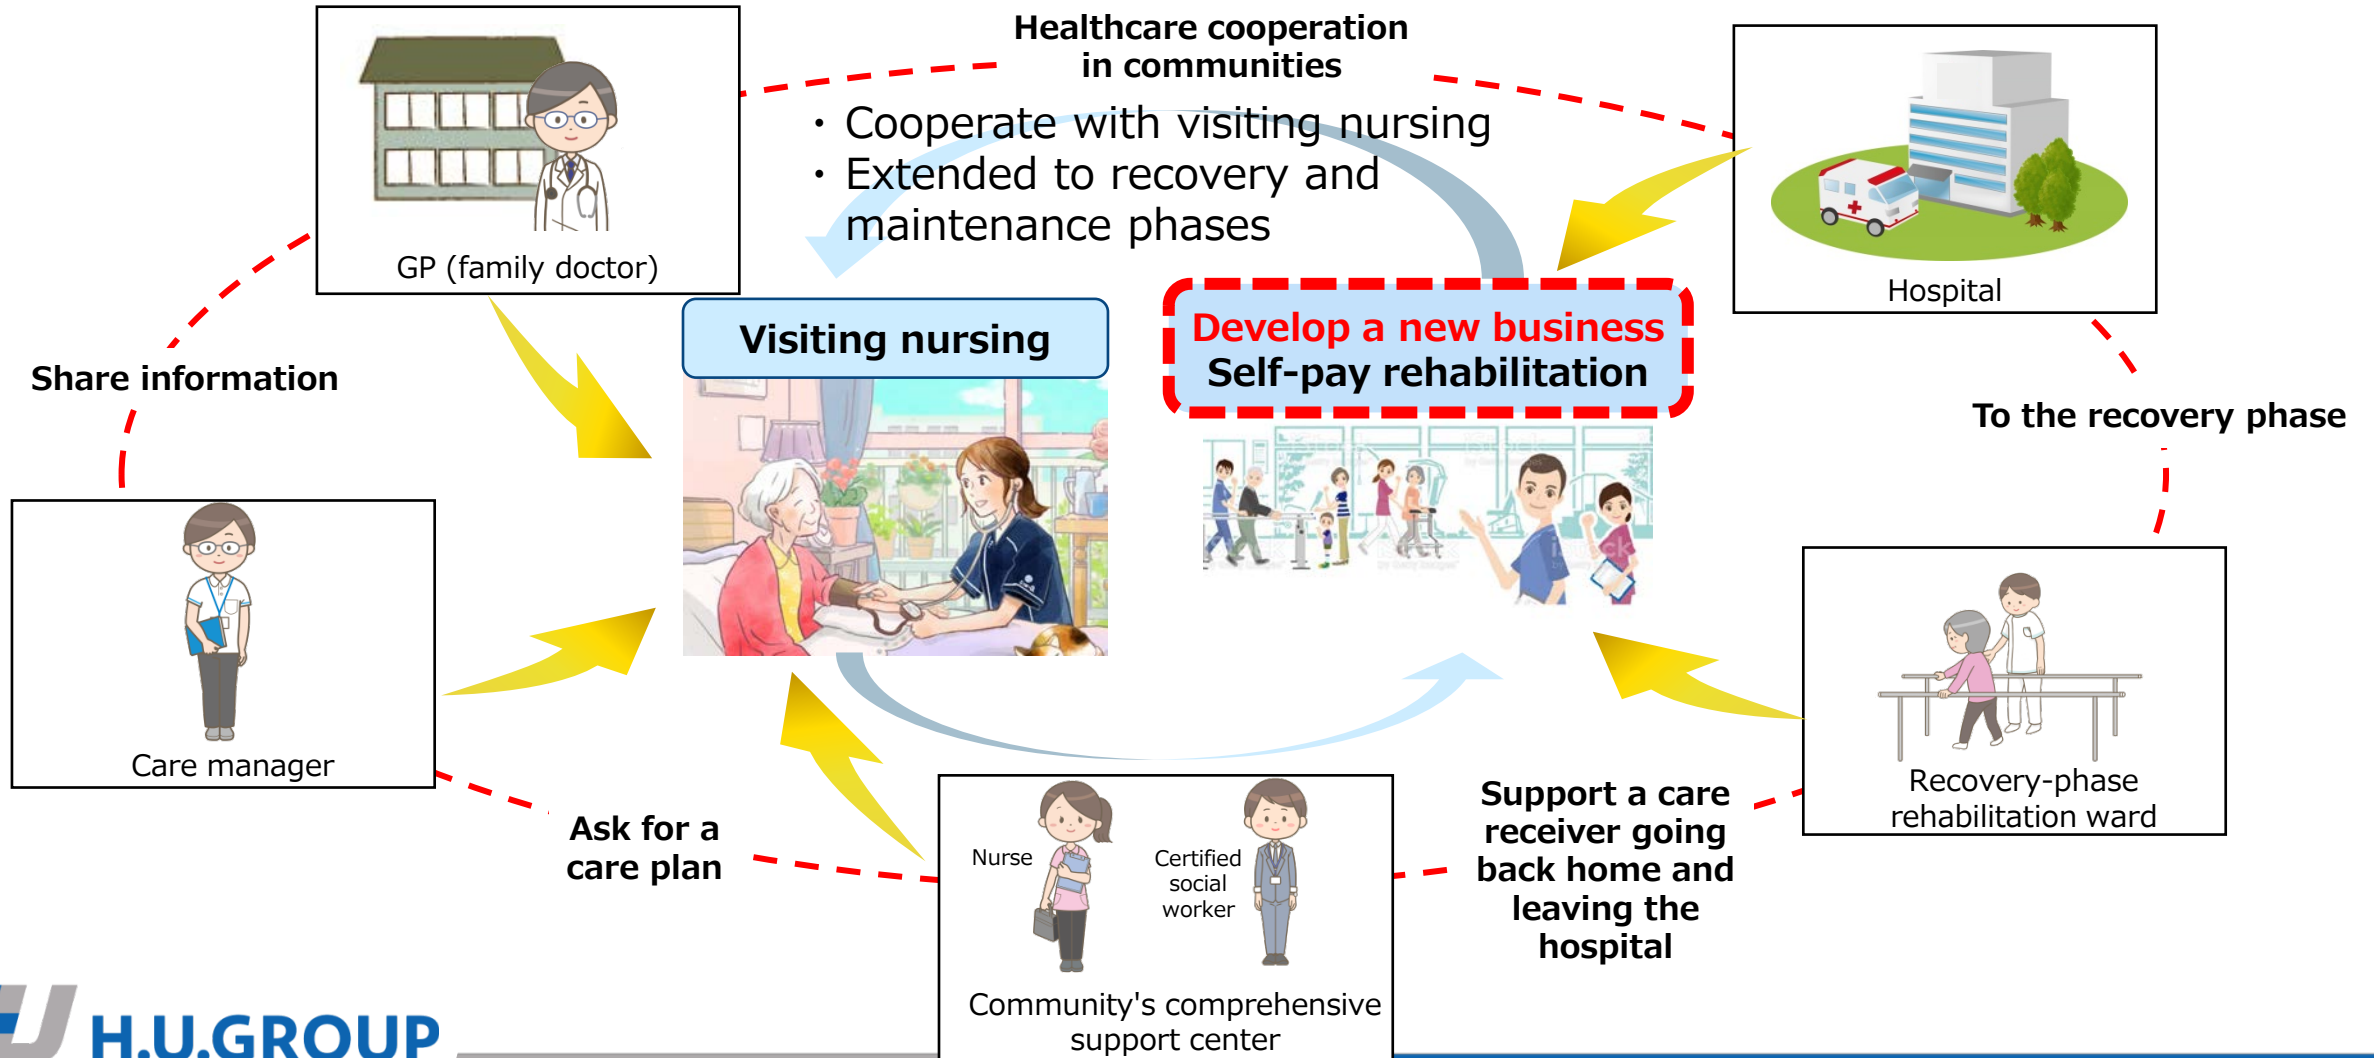 Healthcare cooperation
in communities
・Cooperate with visiting nursing
・Extended to recovery and
maintenance phases
GP (family doctor)
Hospital
Visiting nursing
Develop a new business
Self-pay rehabilitation
Share information
To the recovery phase
Care manager
Recovery-phase
rehabilitation ward
Ask for a
care plan
Support a care
receiver going
back home and
leaving the
hospital
Nurse
Certified
social
worker
Community's comprehensive
support center
H.U.GROUP